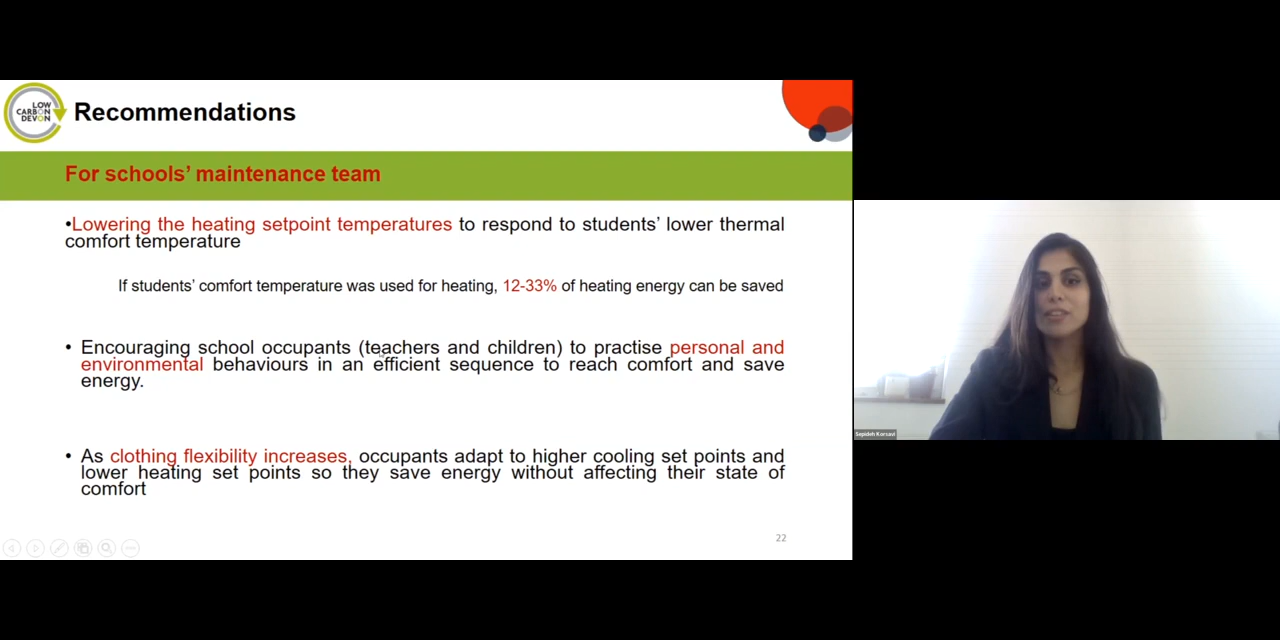 LOW
CARBON
DEVON
Recommendations
For schools' maintenance team
•Lowering the heating setpoint temperatures to respond to students' lower thermal
comfort temperature
If students' comfort temperature was used for heating, 12-33% of heating energy can be saved
• Encouraging school occupants (teachers and children) to practise personal and
environmental behaviours in an efficient sequence to reach comfort and save
energy.
• As clothing flexibility increases, occupants adapt to higher cooling set points and
lower heating set points so they save energy without affecting their state of
comfort
22
Sepideh Korsavi